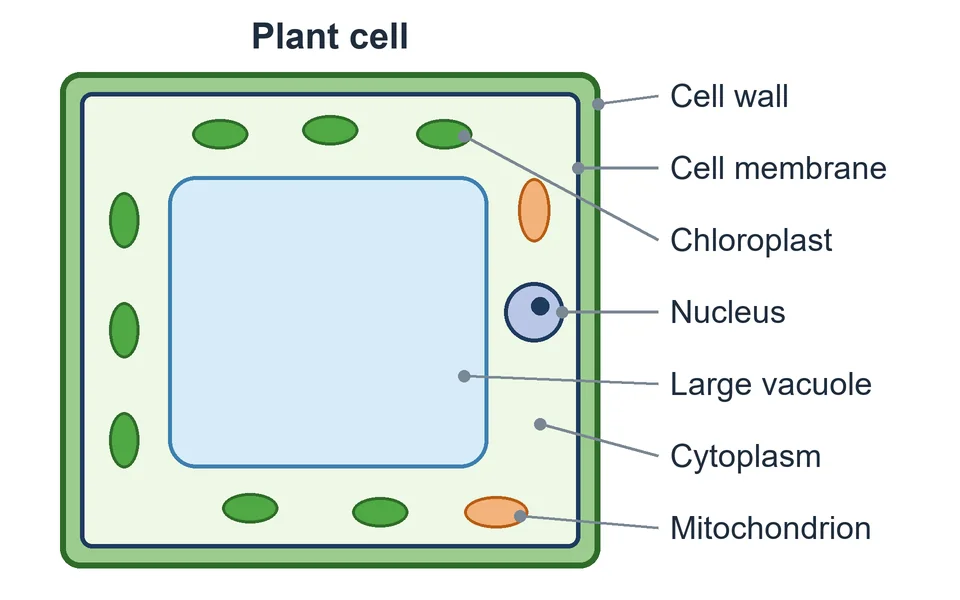 Plant cell
Cell wall
Cell membrane
Chloroplast
Nucleus
Large vacuole
Cytoplasm
Mitochondrion